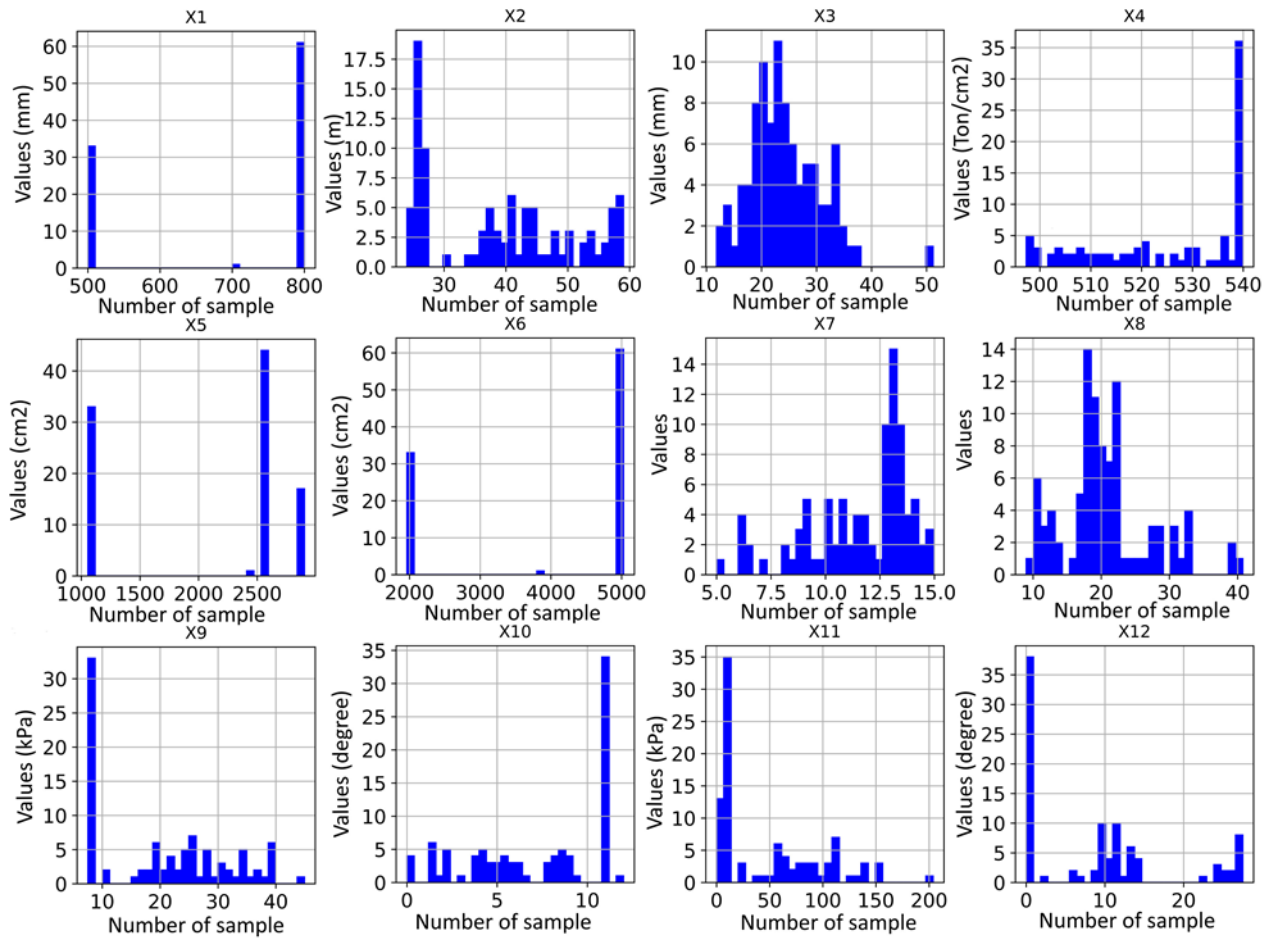 X1
60
50
40
30
20
10
0
Values (mm)
500 600 700 800
Number of sample
X2
17.5
15.0
12.5
10.0
7.5
5.0
2.5
0.0
Values (m)
30 40 50 60
Number of sample
X3
10
8
6
4
2
0
Values (mm)
10 20 30 40 50
Number of sample
X4
35
30
25
20
15
10
5
0
Values (Ton/cm2)
500 510 520 530 540
Number of sample
X5
40
30
20
10
0
Values (cm2)
1000 1500 2000 2500
Number of sample
X6
60
50
40
30
20
10
0
Values (cm2)
2000 3000 4000 5000
Number of sample
X7
14
12
10
8
6
4
2
0
Values
5.0 7.5 10.0 12.5 15.0
Number of sample
X8
14
12
10
8
6
4
2
0
Values
10 20 30 40
Number of sample
X9
30
25
20
15
10
5
0
Values (kPa)
10 20 30 40
Number of sample
X10
35
30
25
20
15
10
5
0
Values (degree)
0 5 10
Number of sample
X11
35
30
25
20
15
10
5
0
Values (kPa)
0 50 100 150 200
Number of sample
X12
35
30
25
20
15
10
5
0
Values (degree)
0 10 20
Number of sample